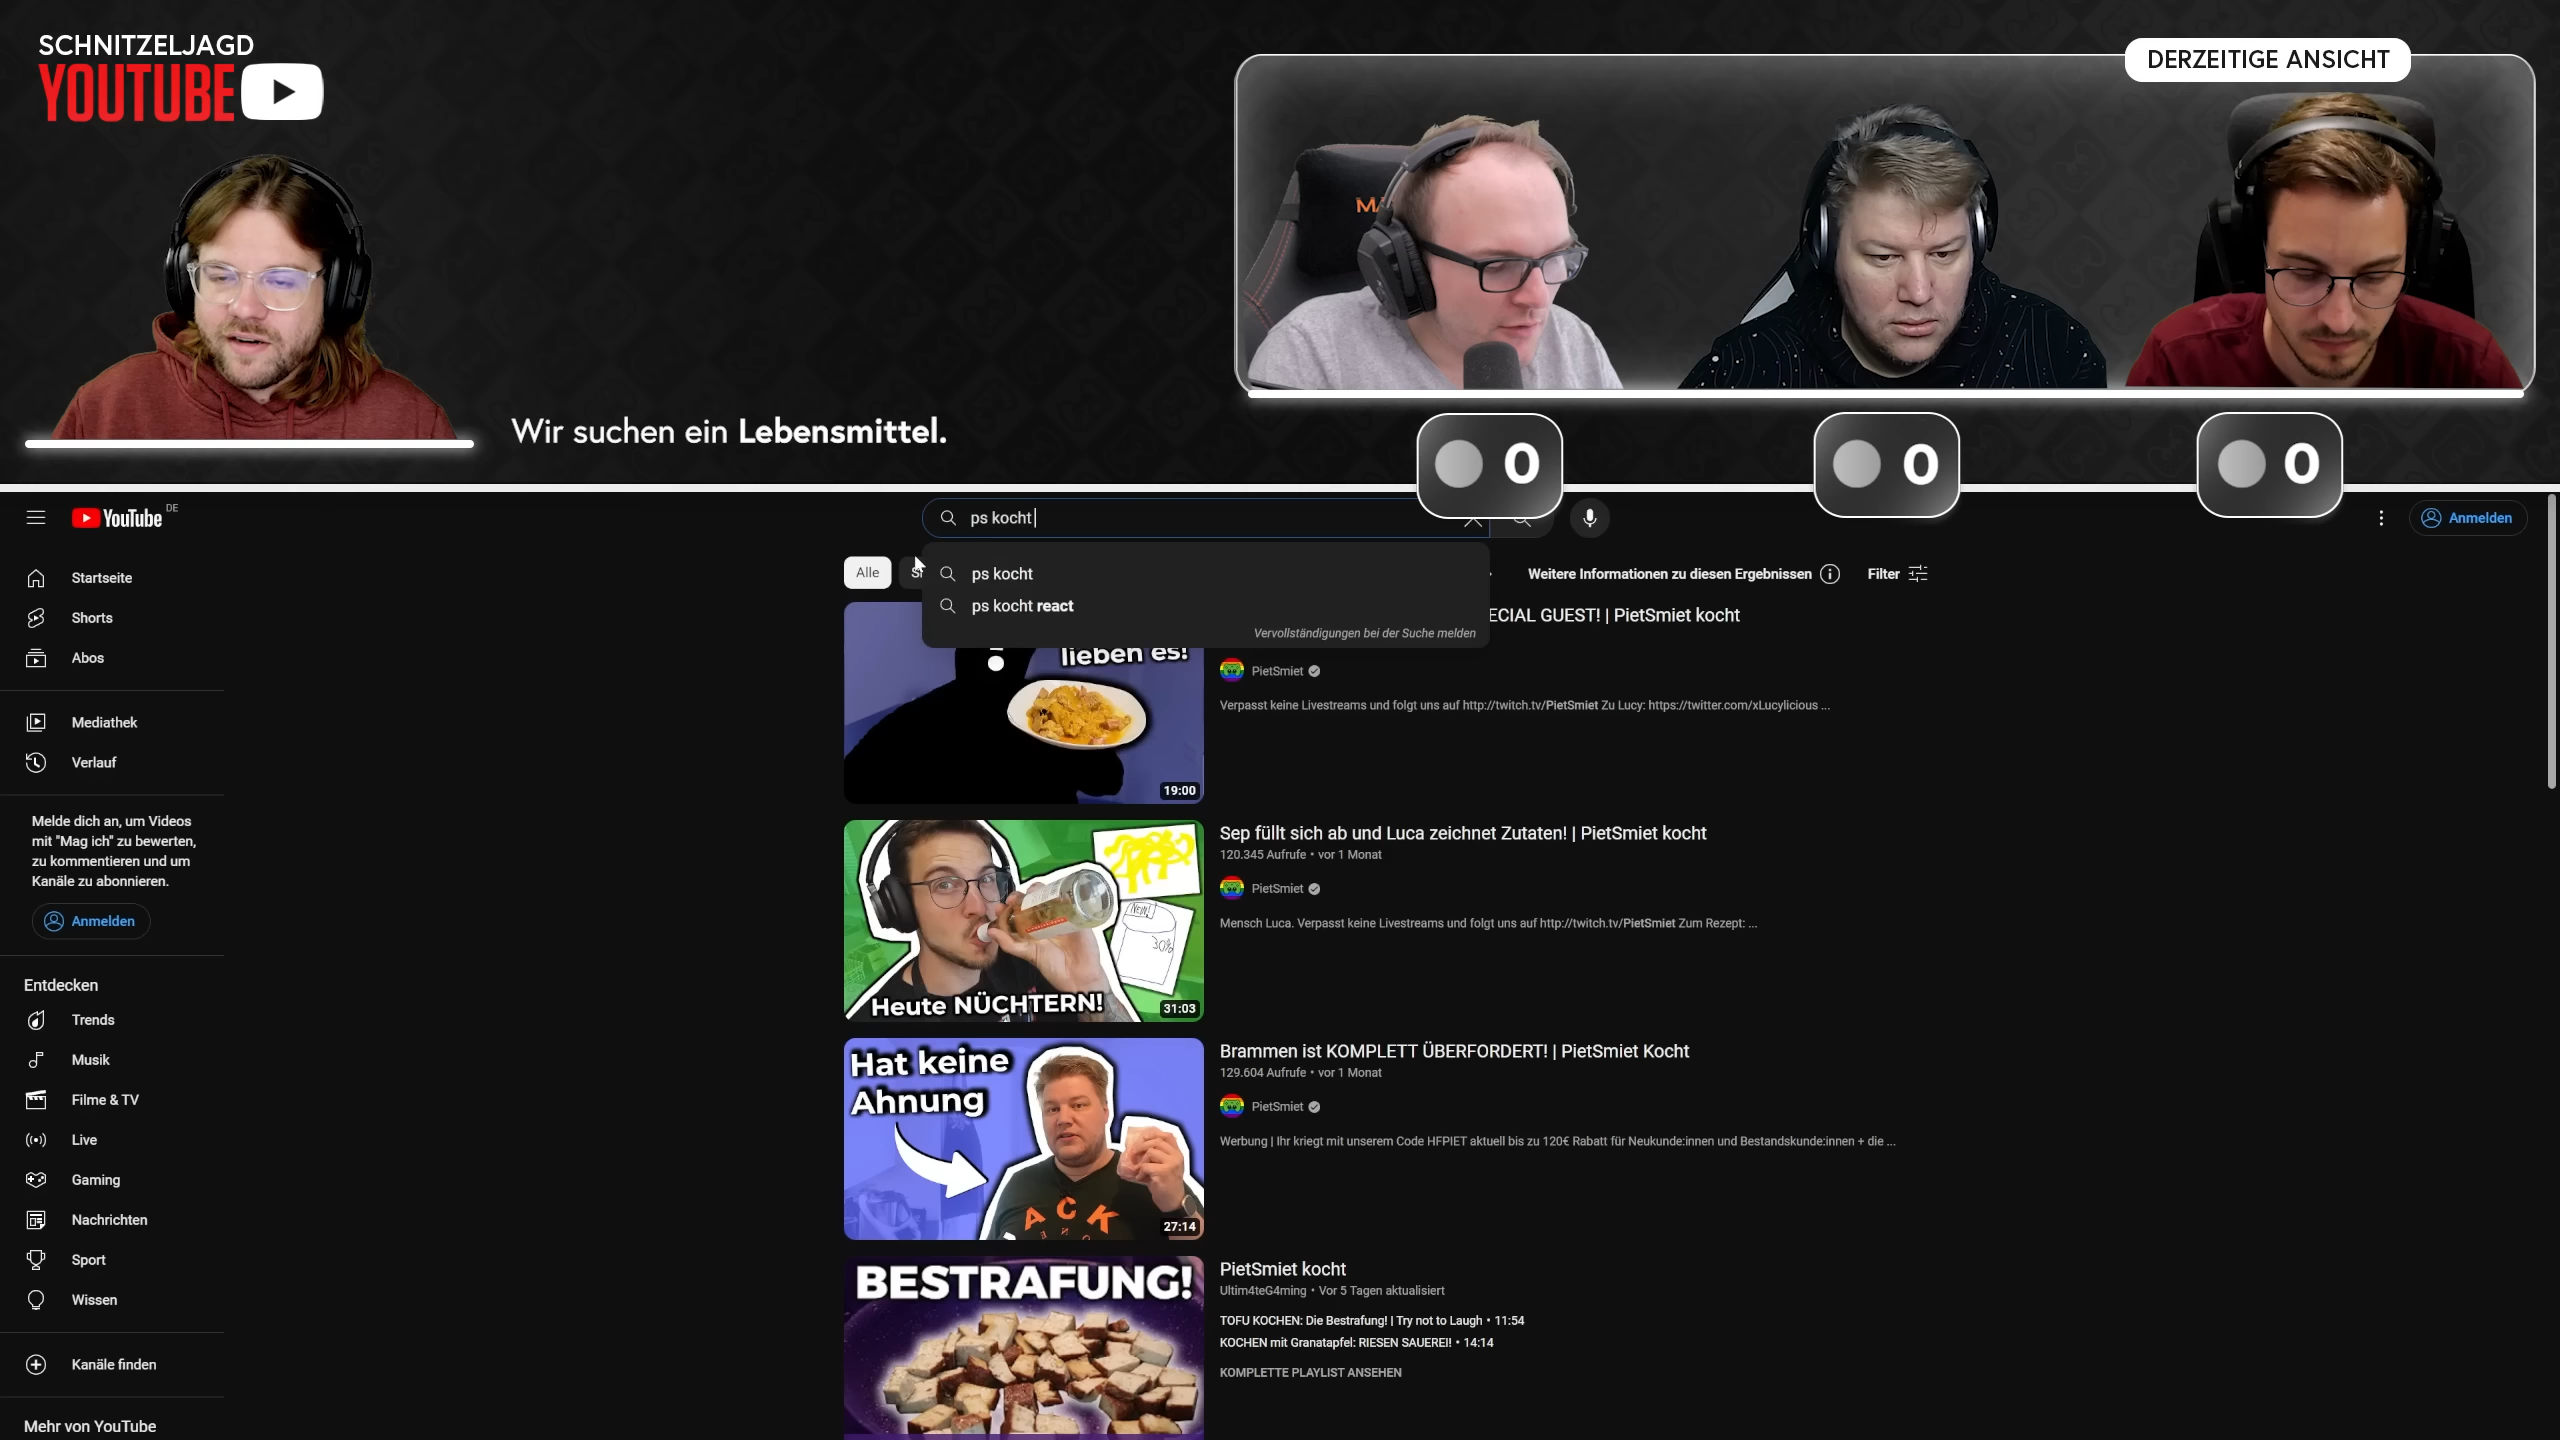 SCHNITZELJAGD
YOUTUBE
DERZEITIGE ANSICHT
Wir suchen ein Lebensmittel.
0
0
0
YouTube DE
ps kocht
Anmelden
ps kocht
ps kocht react
Vervollständigungen bei der Suche melden
Alle
Weitere Informationen zu diesen Ergebnissen
Filter
Startseite
Shorts
Abos
Mediathek
Verlauf
Melde dich an, um Videos
mit "Mag ich" zu bewerten,
zu kommentieren und um
Kanäle zu abonnieren.
Anmelden
Entdecken
Trends
Musik
Filme & TV
Live
Gaming
Nachrichten
Sport
Wissen
Kanäle finden
Mehr von YouTube
lieben es!
19:00
GUEST! | PietSmiet kocht
PietSmiet
Verpasst keine Livestreams und folgt uns auf http://twitch.tv/PietSmiet Zu Lucy: https://twitter.com/xLucylicious ...
NEIN!
30%
Heute NÜCHTERN!
31:03
Sep füllt sich ab und Luca zeichnet Zutaten! | PietSmiet kocht
120.345 Aufrufe • vor 1 Monat
PietSmiet
Mensch Luca. Verpasst keine Livestreams und folgt uns auf http://twitch.tv/PietSmiet Zum Rezept: ...
Hat keine
Ahnung
ACK
27:14
Brammen ist KOMPLETT ÜBERFORDERT! | PietSmiet Kocht
129.604 Aufrufe • vor 1 Monat
PietSmiet
Werbung | Ihr kriegt mit unserem Code HFPIET aktuell bis zu 120€ Rabatt für Neukunde:innen und Bestandskunde:innen + die ...
BESTRAFUNG!
PietSmiet kocht
Ultim4teG4ming • Vor 5 Tagen aktualisiert
TOFU KOCHEN: Die Bestrafung! | Try not to Laugh • 11:54
KOCHEN mit Granatapfel: RIESEN SAUEREI! • 14:14
KOMPLETTE PLAYLIST ANSEHEN